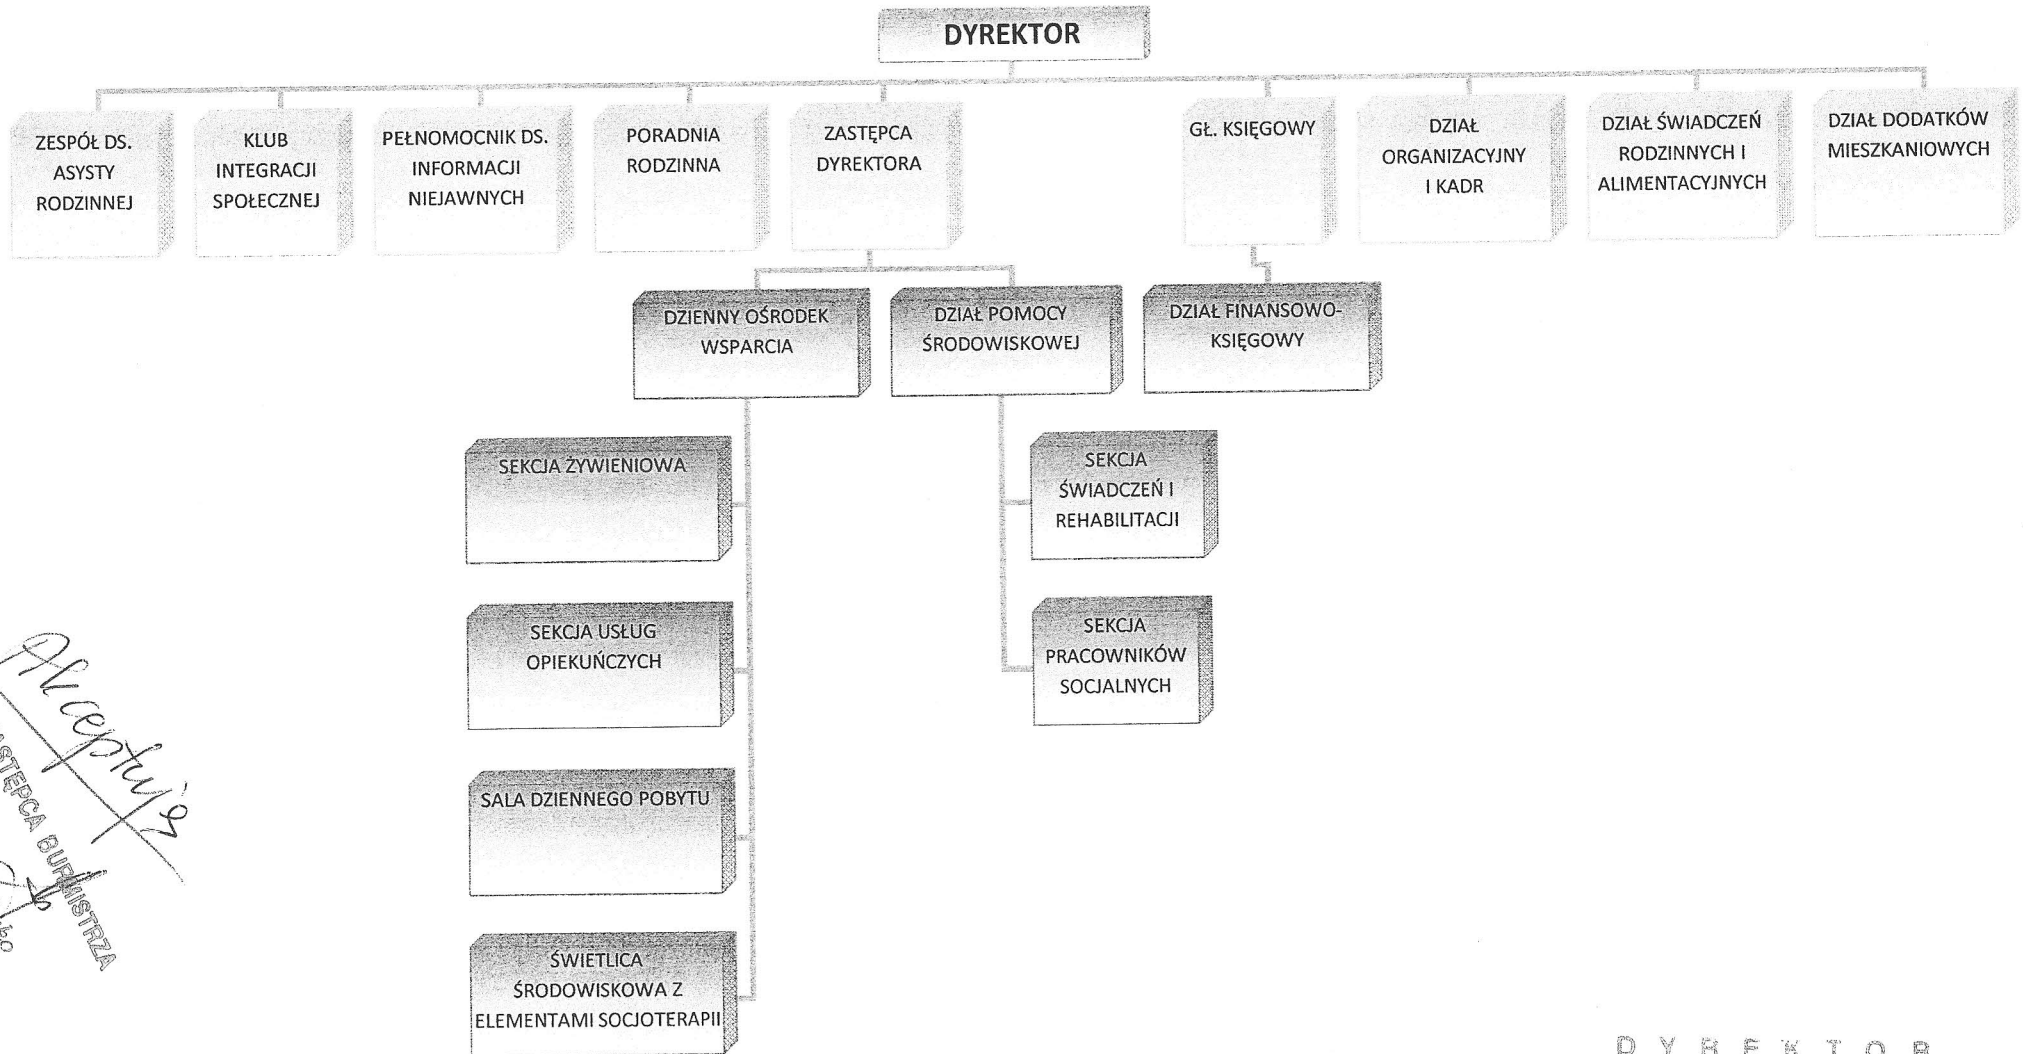 DYREKTOR
ZESPÓŁ DS.
ASYSTY
RODZINNEJ
KLUB
INTEGRACJI
SPOŁECZNEJ
PEŁNOMOCNIK DS.
INFORMACJI
NIEJAWNYCH
PORADNIA
RODZINNA
ZASTĘPCA
DYREKTORA
GŁ. KSIĘGOWY
DZIAŁ
ORGANIZACYJNY
I KADR
DZIAŁ ŚWIADCZEŃ
RODZINNYCH I
ALIMENTACYJNYCH
DZIAŁ DODATKÓW
MIESZKANIOWYCH
DZIENNY OŚRODEK
WSPARCIA
DZIAŁ POMOCY
ŚRODOWISKOWEJ
DZIAŁ FINANSOWO-
KSIĘGOWY
SEKCJA ŻYWIENIOWA
SEKCJA
ŚWIADCZEŃ I
REHABILITACJI
SEKCJA USŁUG
OPIEKUŃCZYCH
SEKCJA
PRACOWNIKÓW
SOCJALNYCH
SALA DZIENNEGO POBYTU
ŚWIETLICA
ŚRODOWISKOWA Z
ELEMENTAMI SOCJOTERAPII
Akceptuję
BURMISTRZA
DYREKTOR